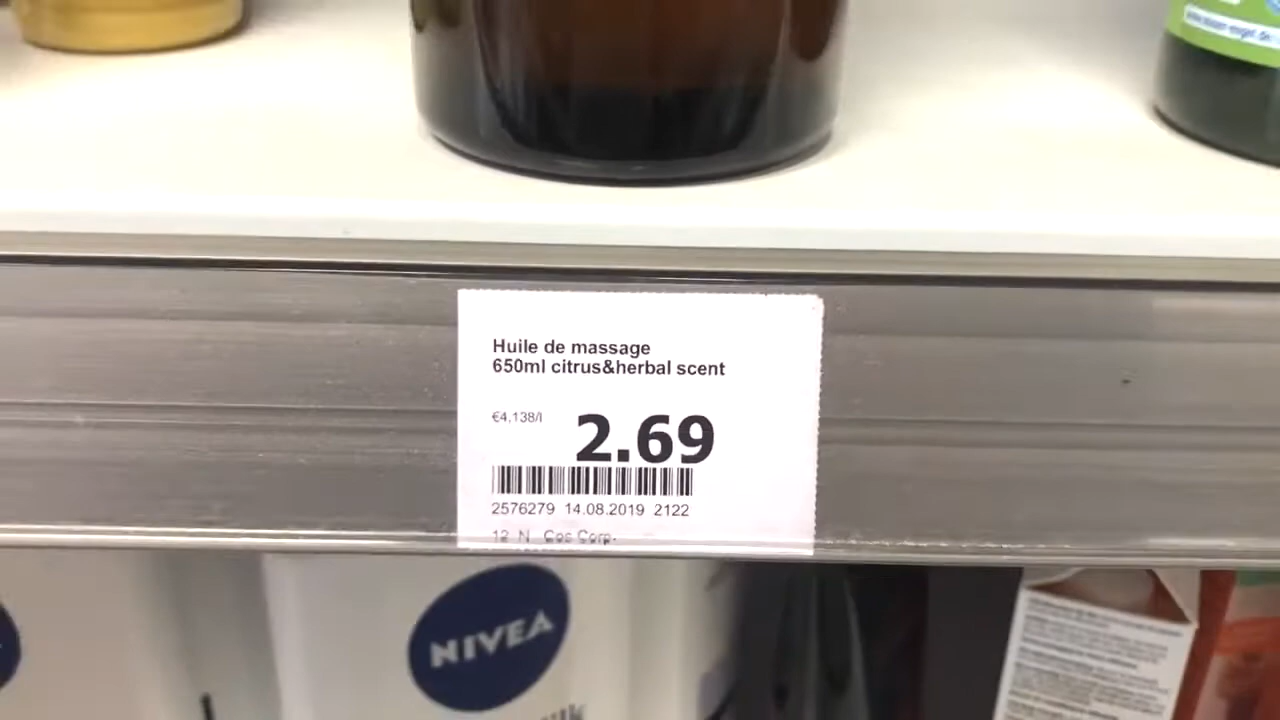 Huile de massage
650ml citrus&herbal scent
€4,138/l
2.69
2576279 14.08.2019 2122
12 N Cos Corp.
NIVEA